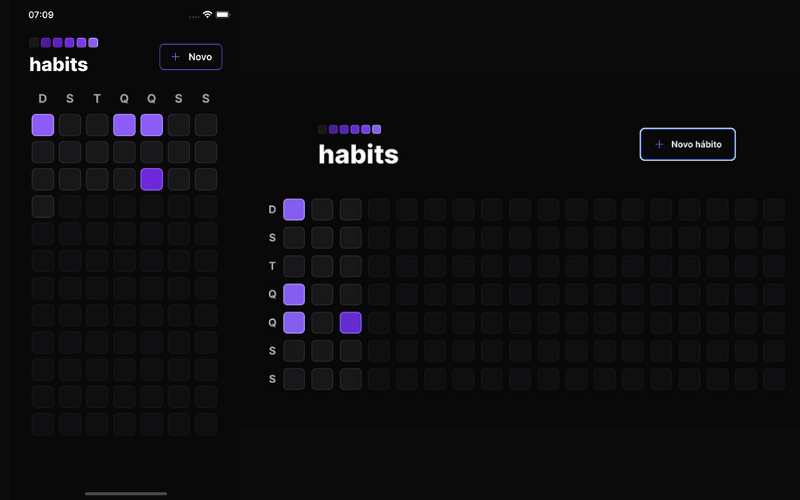 07:09
habits
+ Novo
D S T Q Q S S
habits
+ Novo hábito
D
S
T
Q
Q
S
S